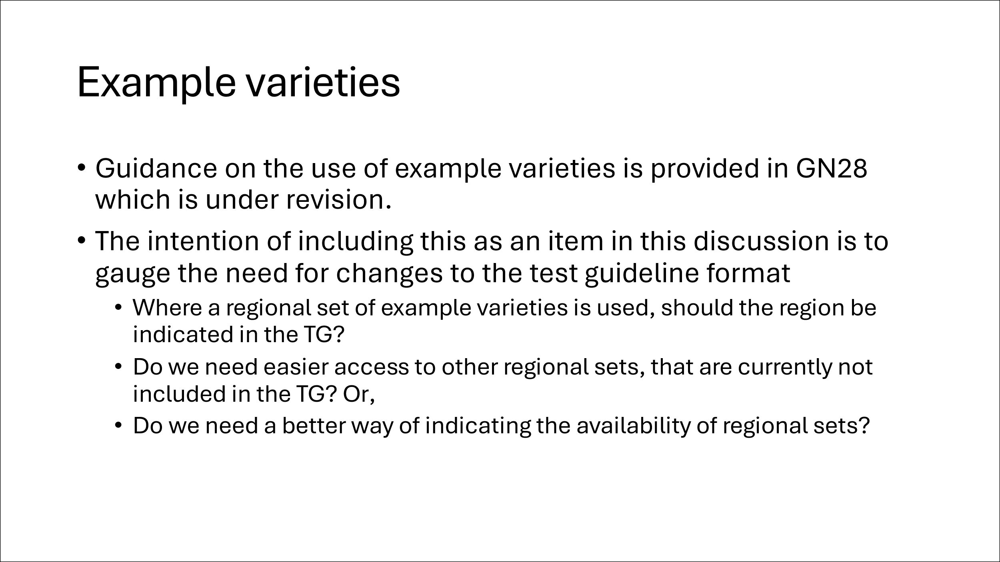 Example varieties
• Guidance on the use of example varieties is provided in GN28
which is under revision.
• The intention of including this as an item in this discussion is to
gauge the need for changes to the test guideline format
• Where a regional set of example varieties is used, should the region be
indicated in the TG?
• Do we need easier access to other regional sets, that are currently not
included in the TG? Or,
• Do we need a better way of indicating the availability of regional sets?